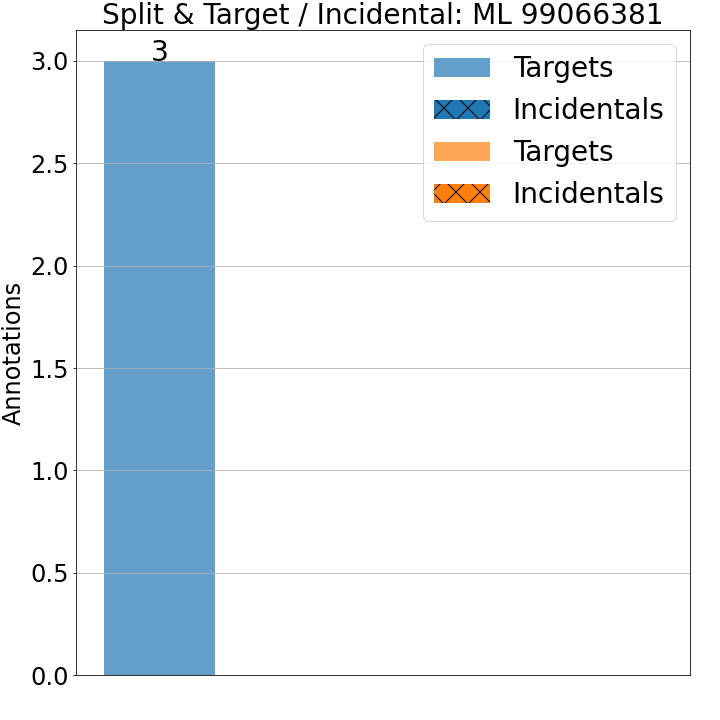 Split & Target / Incidental: ML 99066381
3
3.0
2.5
2.0
1.5
1.0
0.5
0.0
Annotations
Targets
Incidentals
Targets
Incidentals